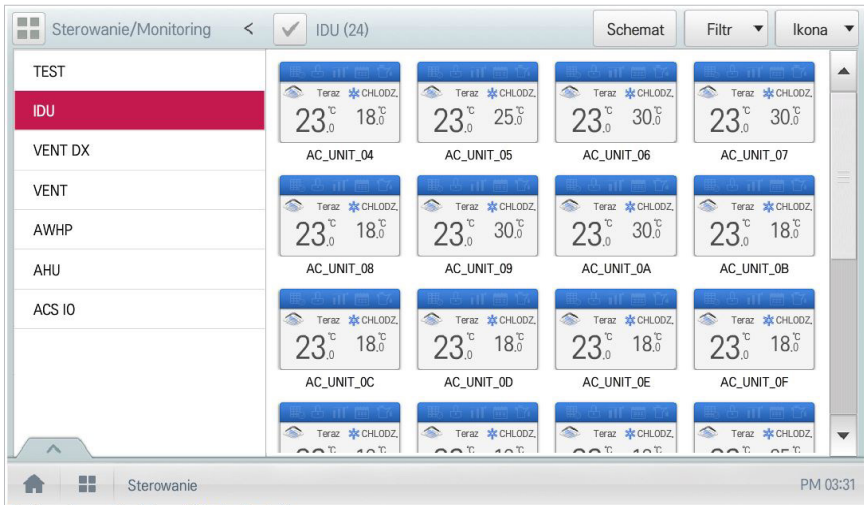 Sterowanie/Monitoring < IDU (24) Schemat Filtr Ikona
TEST
IDU
VENT DX
VENT
AWHP
AHU
ACS IO
Teraz CHLODZ. Teraz CHLODZ. Teraz CHLODZ. Teraz CHLODZ.
23.0℃ 18.0℃ 23.0℃ 25.0℃ 23.0℃ 30.0℃ 23.0℃ 30.0℃
AC_UNIT_04 AC_UNIT_05 AC_UNIT_06 AC_UNIT_07
Teraz CHLODZ. Teraz CHLODZ. Teraz CHLODZ. Teraz CHLODZ.
23.0℃ 18.0℃ 23.0℃ 30.0℃ 23.0℃ 30.0℃ 23.0℃ 18.0℃
AC_UNIT_08 AC_UNIT_09 AC_UNIT_0A AC_UNIT_0B
Teraz CHLODZ. Teraz CHLODZ. Teraz CHLODZ. Teraz CHLODZ.
23.0℃ 18.0℃ 23.0℃ 18.0℃ 23.0℃ 18.0℃ 23.0℃ 18.0℃
AC_UNIT_0C AC_UNIT_0D AC_UNIT_0E AC_UNIT_0F
Teraz CHLODZ. Teraz CHLODZ. Teraz CHLODZ. Teraz CHLODZ.
Sterowanie PM 03:31